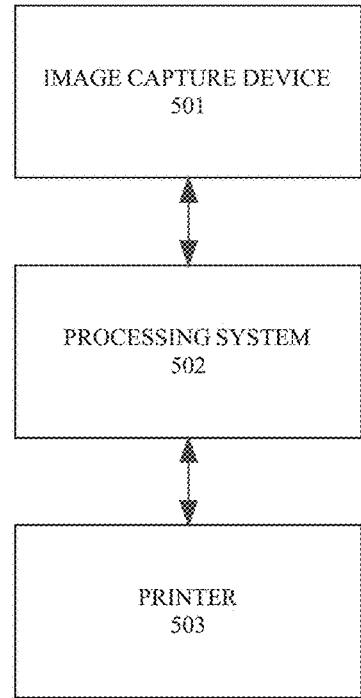 IMAGE CAPTURE DEVICE
501
PROCESSING SYSTEM
502
PRINTER
503